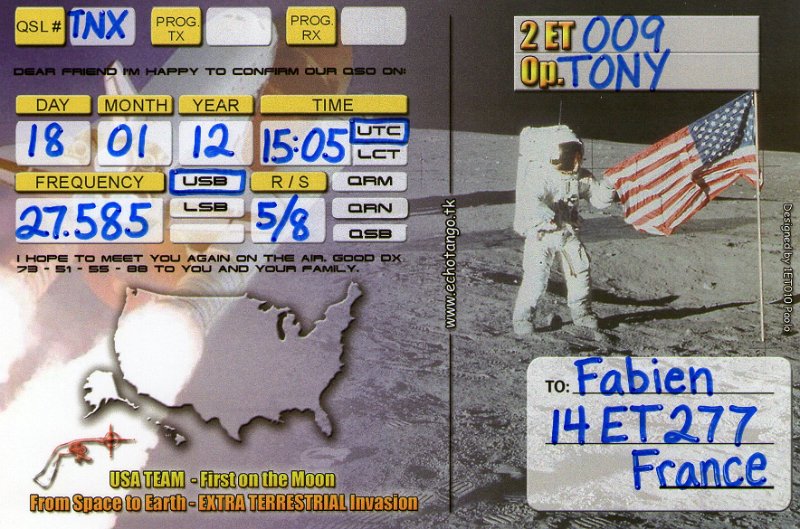 QSL # TNX PROG. TX PROG. RX
DEAR FRIEND I'M HAPPY TO CONFIRM OUR QSO ON:
DAY MONTH YEAR TIME
18 01 12 15:05 UTC
LCT
FREQUENCY USB R / S QRM
27.585 LSB 5/8 QRN
QSB
I HOPE TO MEET YOU AGAIN ON THE AIR. GOOD DX
73 - 51 - 55 - 88 TO YOU AND YOUR FAMILY.
USA TEAM - First on the Moon
From Space to Earth - EXTRA TERRESTRIAL Invasion
www.echotango.tk
2 ET 009
Op. TONY
Designed by 1ET010 Paolo
TO: Fabien
14 ET 277
France